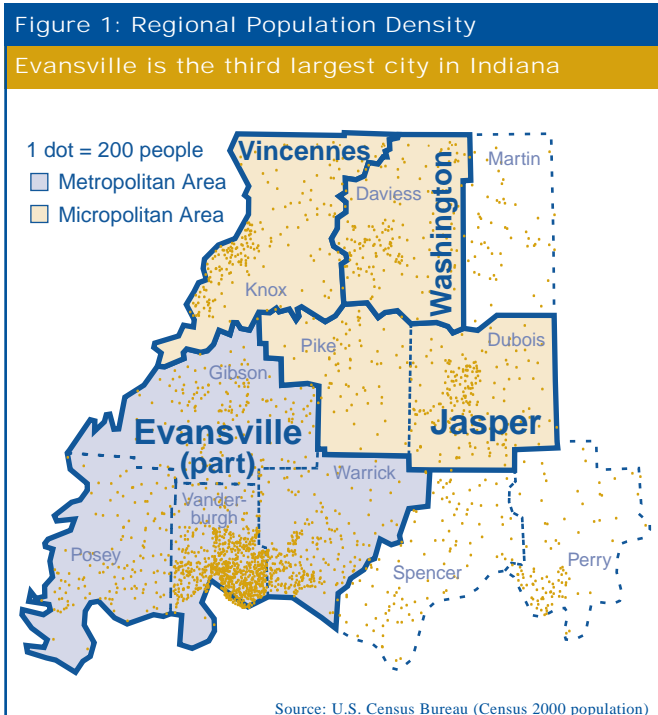 Figure 1: Regional Population Density
Evansville is the third largest city in Indiana
1 dot = 200 people
Metropolitan Area
Micropolitan Area
Vincennes
Daviess
Washington
Martin
Knox
Pike
Dubois
Gibson
Jasper
Evansville
(part)
Warrick
Vander-
burgh
Posey
Spencer
Perry
Source: U.S. Census Bureau (Census 2000 population)